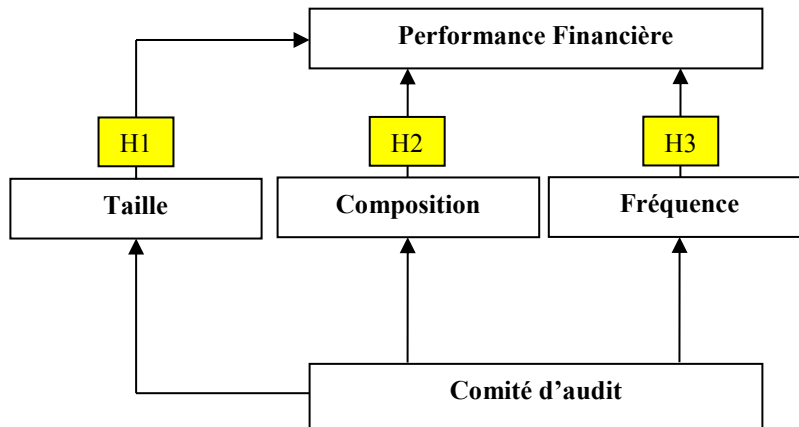 Performance Financière
H1
H2
H3
Taille
Composition
Fréquence
Comité d’audit